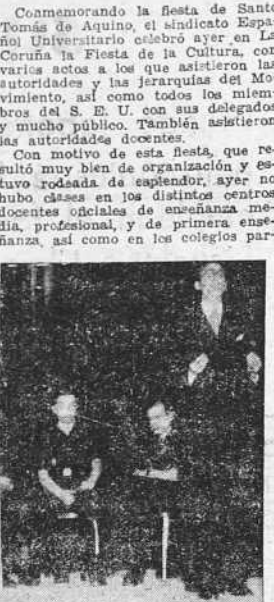 Conmemorando la fiesta de Santo
Tomás de Aquino, el sindicato Espa
ñol Universitario celebró ayer en La
Coruña la Fiesta de la Cultura, con
varios actos a los que asistieron las
autoridades y las jerarquías del Mo
vimiento, así como todos los miem-
bros del S. E. U. con sus delegados
y mucho público. También asistieron
las autoridades docentes.
Con motivo de esta fiesta, que re-
sultó muy bien de organización y es-
tuvo rodeada de esplendor, ayer no
hubo clases en los distintos centros
docentes oficiales de enseñanza me-
dia, profesional, y de primera ense-
ñanza, así como en los colegios par-